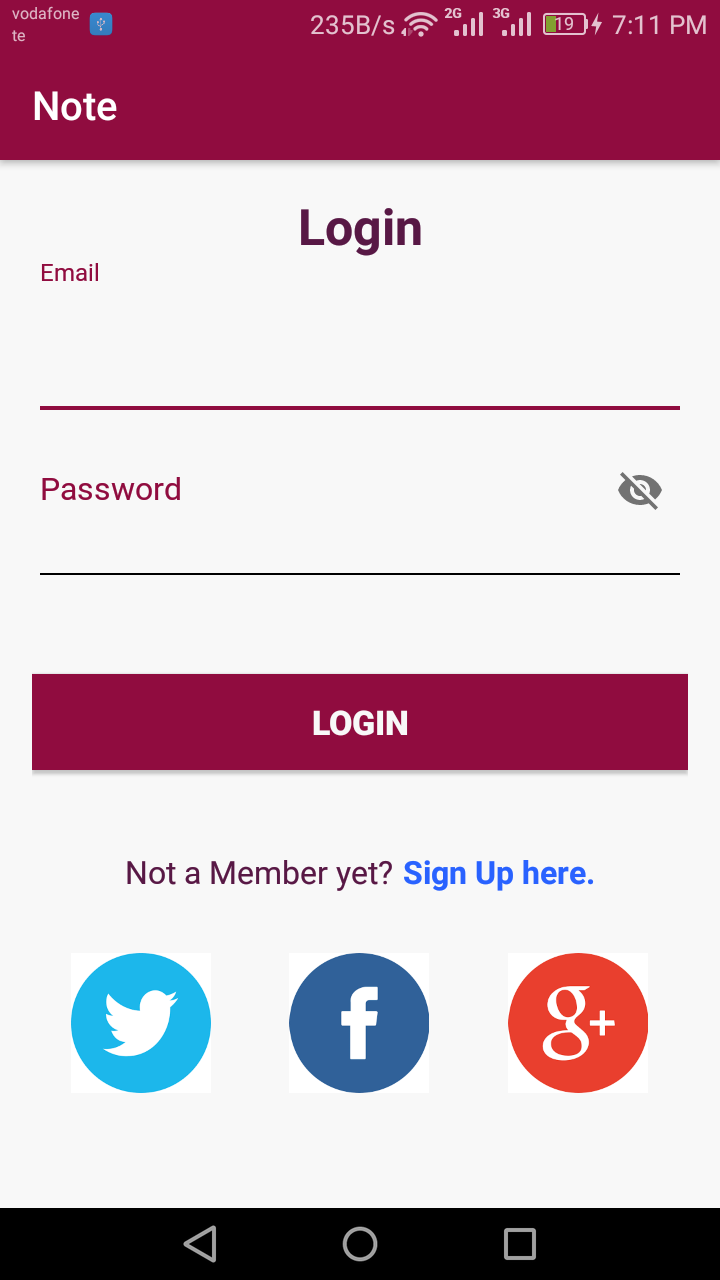 vodafone
te
235B/s 2G 3G 19 7:11 PM
Note
Login
Email
Password
LOGIN
Not a Member yet? Sign Up here.
f g+